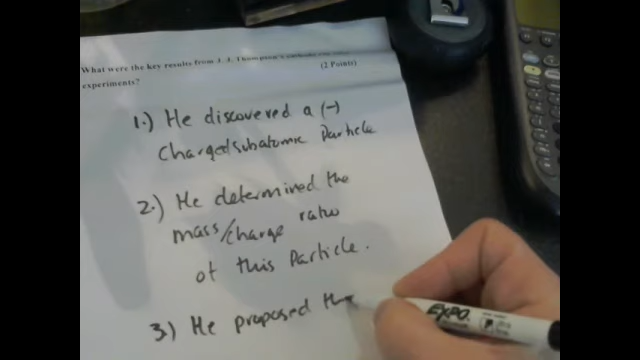 What were the key results from J. J. Thompson's cathode ray tube
experiments?
(2 Points)
1.) He discovered a (-)
Charged subatomic Particle
2.) He determined the
mass/charge ratio
of this Particle.
3.) He proposed tha
EXPO